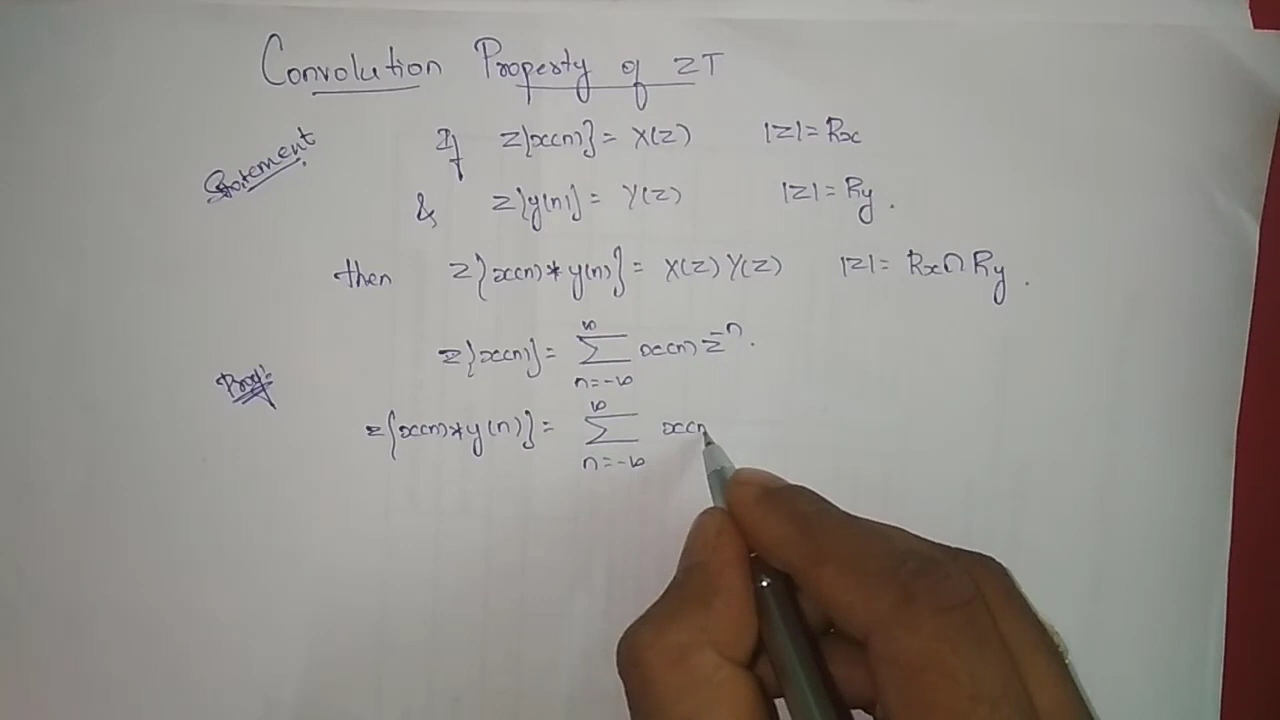 Convolution Property of ZT
Statement If z{x(n)} = X(z) |z| = Rx
& z{y(n)} = Y(z) |z| = Ry.
then z{x(n)*y(n)} = X(z) Y(z) |z| = Rx∩Ry.
z{x(n)} = ∑ₙ₌₋∞^∞ x(n) z⁻ⁿ.
Proof:
z{x(n)*y(n)} = ∑ₙ₌₋∞^∞ x(n